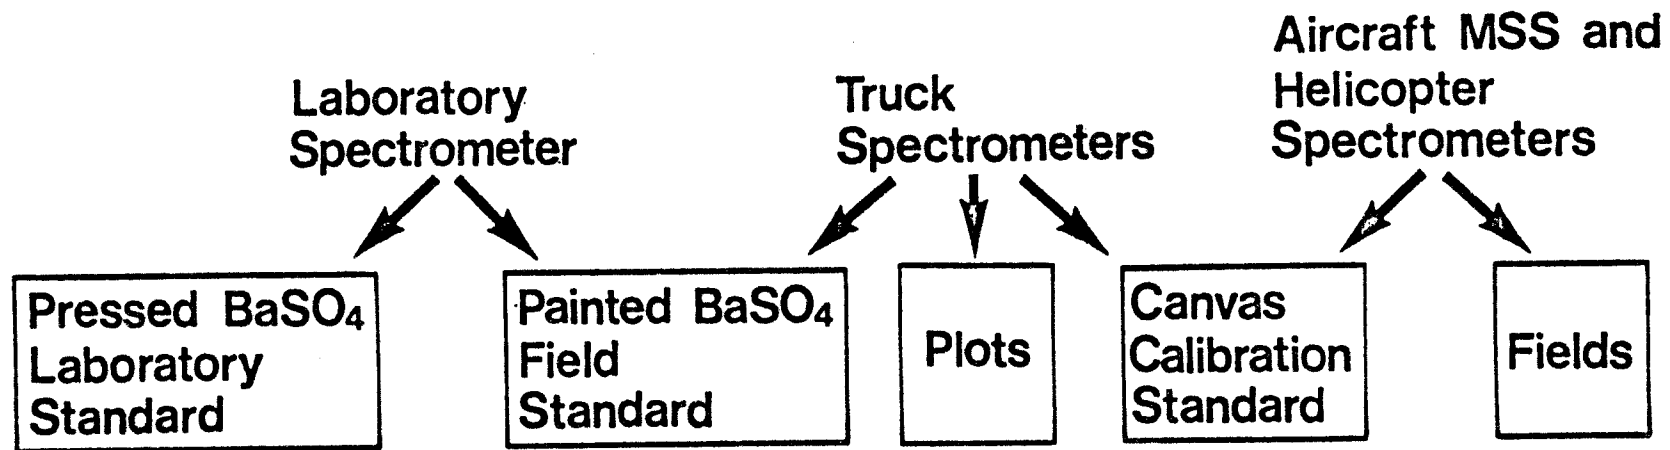 Laboratory
Spectrometer
Truck
Spectrometers
Aircraft MSS and
Helicopter
Spectrometers
Pressed BaSO₄
Laboratory
Standard
Painted BaSO₄
Field
Standard
Plots
Canvas
Calibration
Standard
Fields